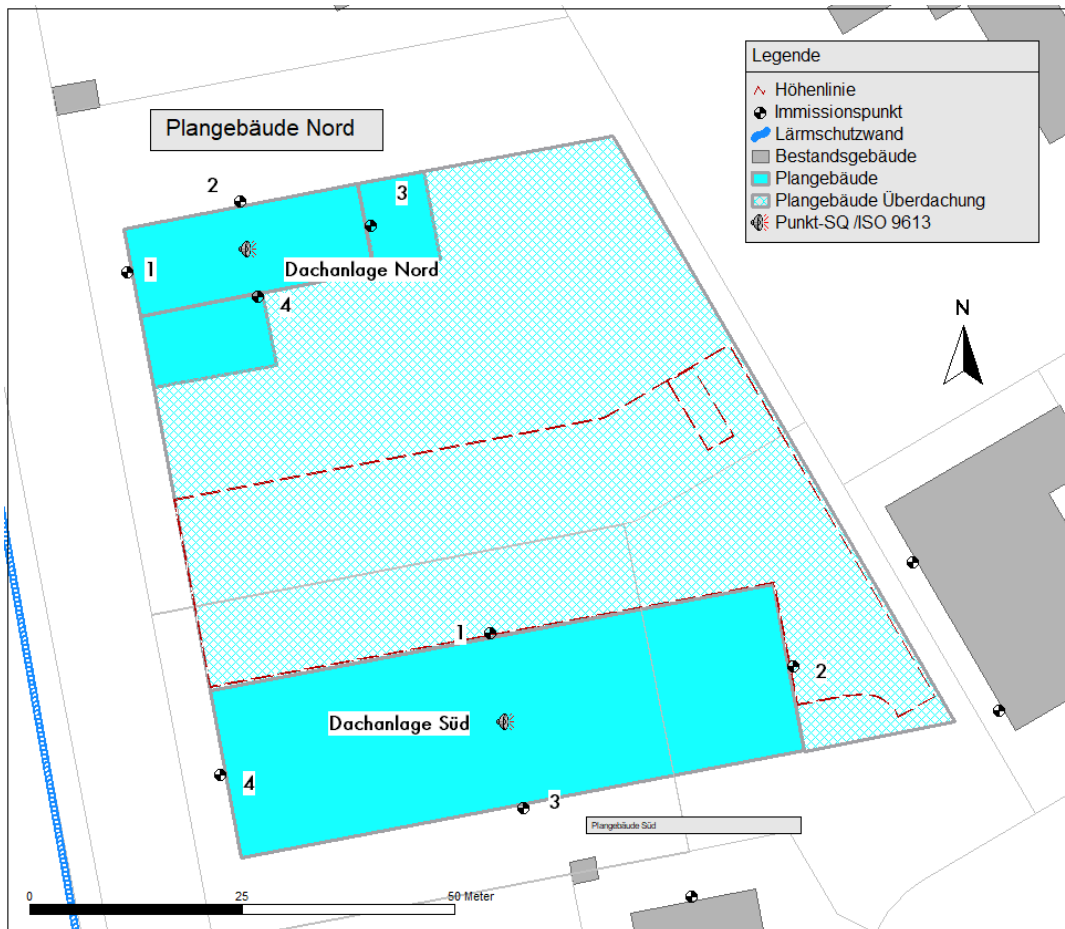 Legende
Höhenlinie
Immissionspunkt
Lärmschutzwand
Bestandsgebäude
Plangebäude
Plangebäude Überdachung
Punkt-SQ /ISO 9613
Plangebäude Nord
2
3
1
Dachanlage Nord
4
N
1
2
Dachanlage Süd
4
3
Plangebäude Süd
0 25 50 Meter